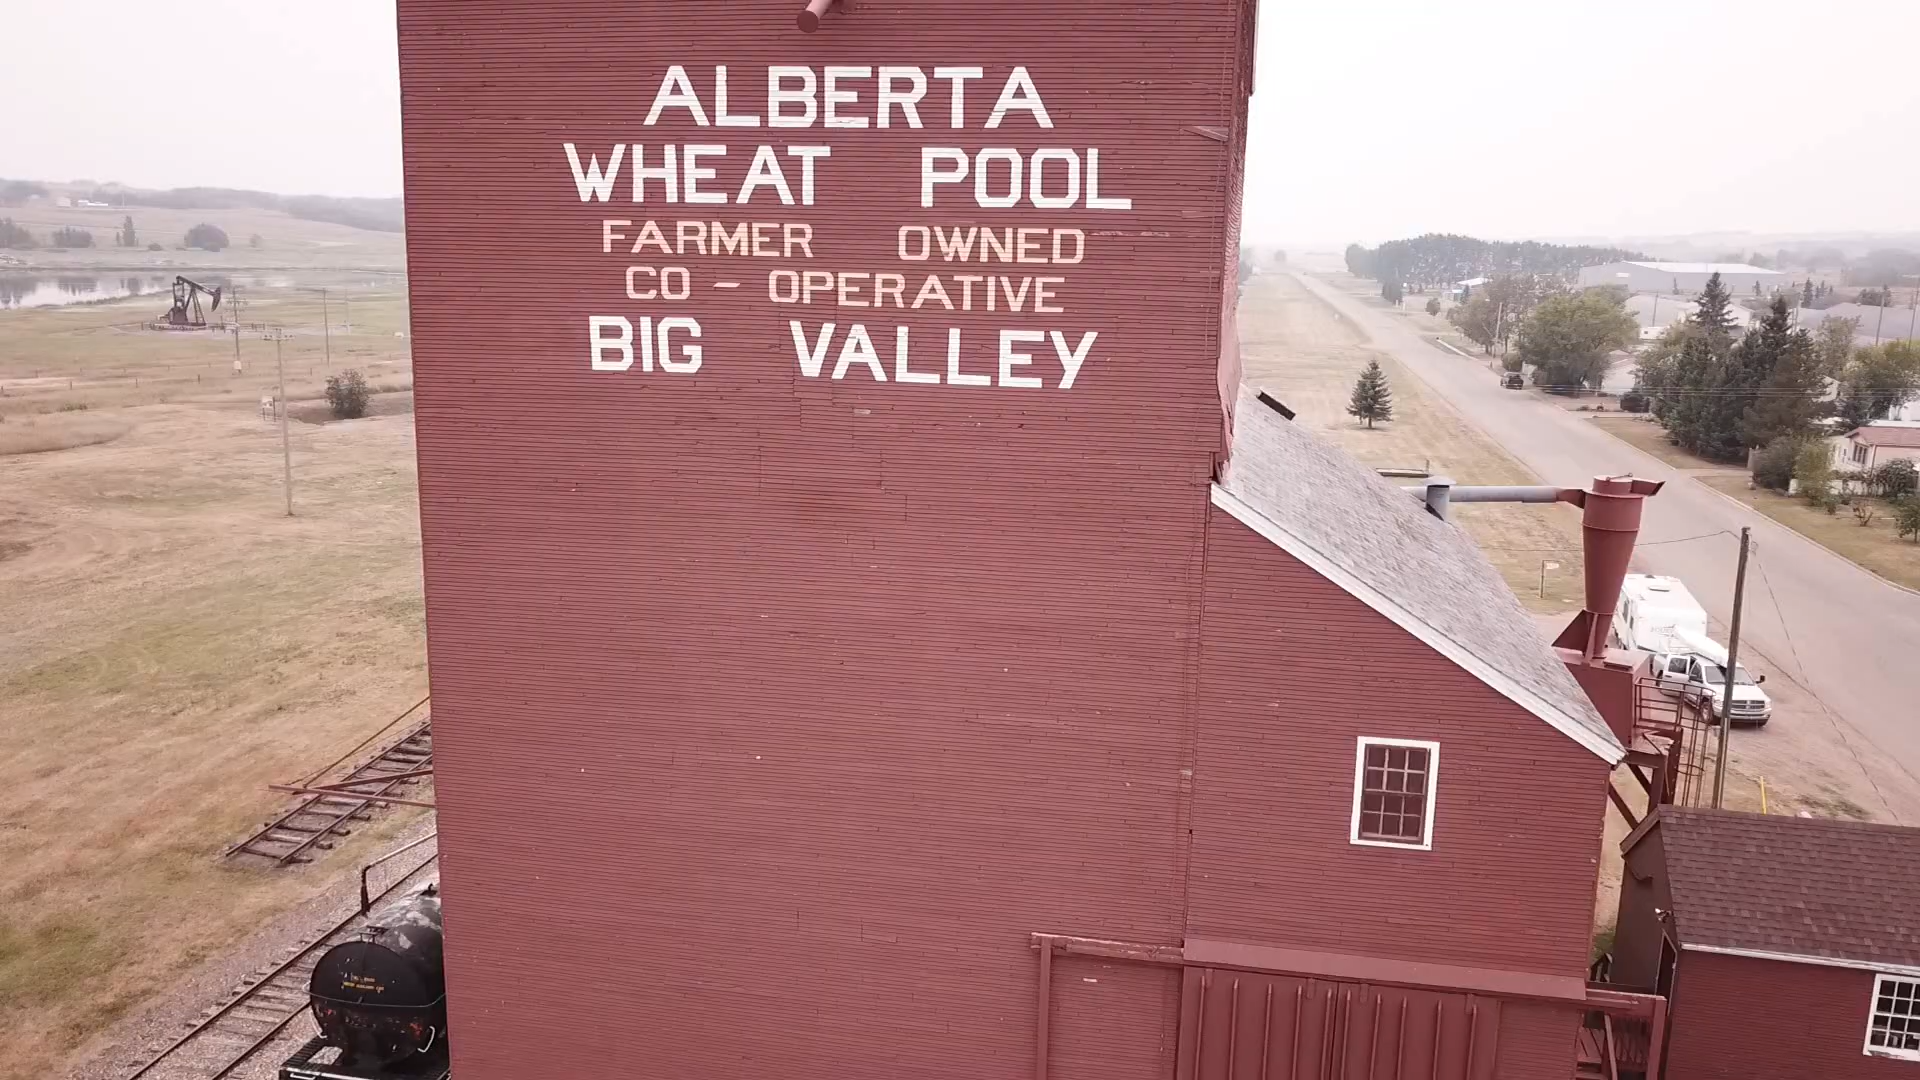 ALBERTA
WHEAT POOL
FARMER OWNED
CO - OPERATIVE
BIG VALLEY